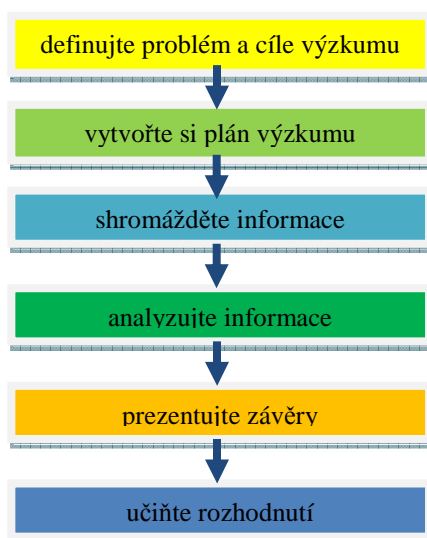 definujte problém a cíle výzkumu
vytvořte si plán výzkumu
shromážděte informace
analyzujte informace
prezentujte závěry
učiňte rozhodnutí